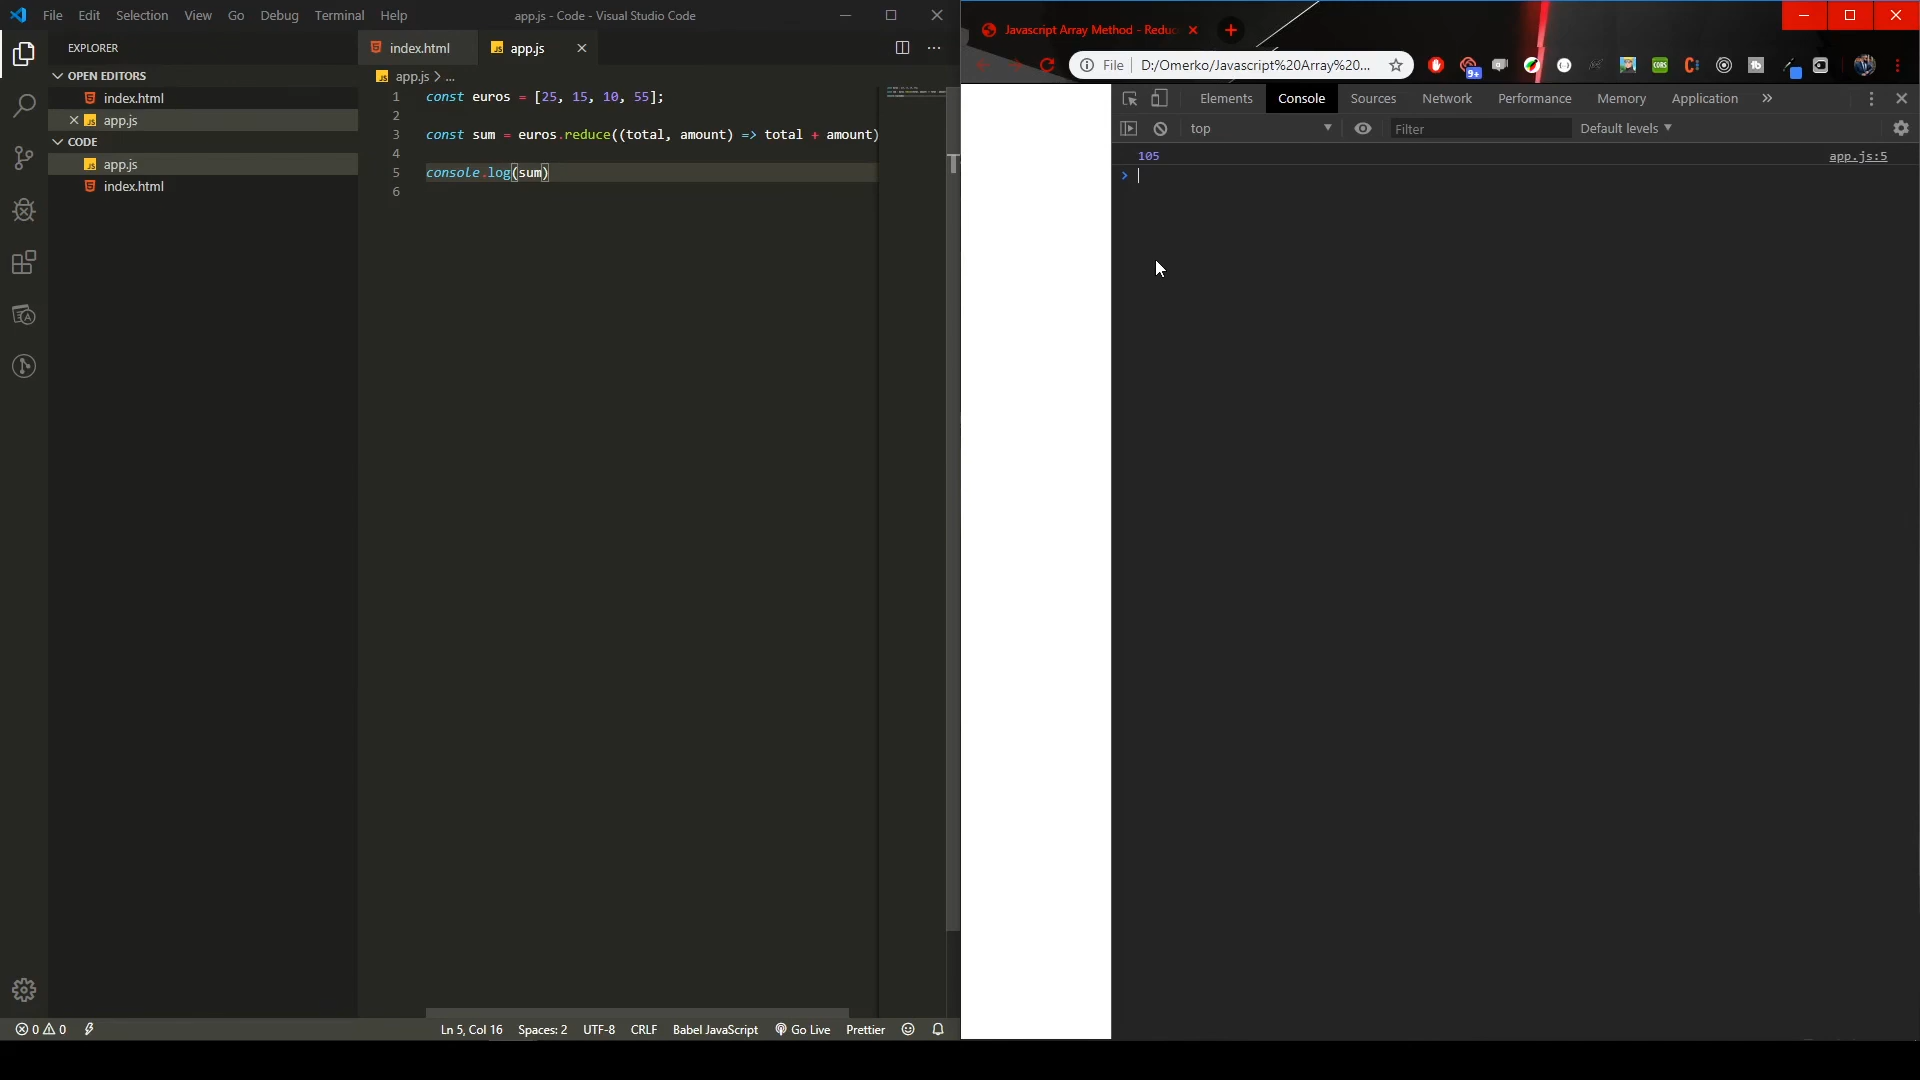 File Edit Selection View Go Debug Terminal Help
app.js - Code - Visual Studio Code
EXPLORER
OPEN EDITORS
index.html
app.js
CODE
app.js
index.html
index.html
app.js
app.js > ...
1 const euros = [25, 15, 10, 55];
2
3 const sum = euros.reduce((total, amount) => total + amount)
4
5 console.log(sum)
6
0 0
Ln 5, Col 16 Spaces: 2 UTF-8 CRLF Babel JavaScript Go Live Prettier
Javascript Array Method - Reduc
File | D:/Omerko/Javascript%20Array%20...
9+
CORS
Elements Console Sources Network Performance Memory Application »
top Filter Default levels
105 app.js:5
>